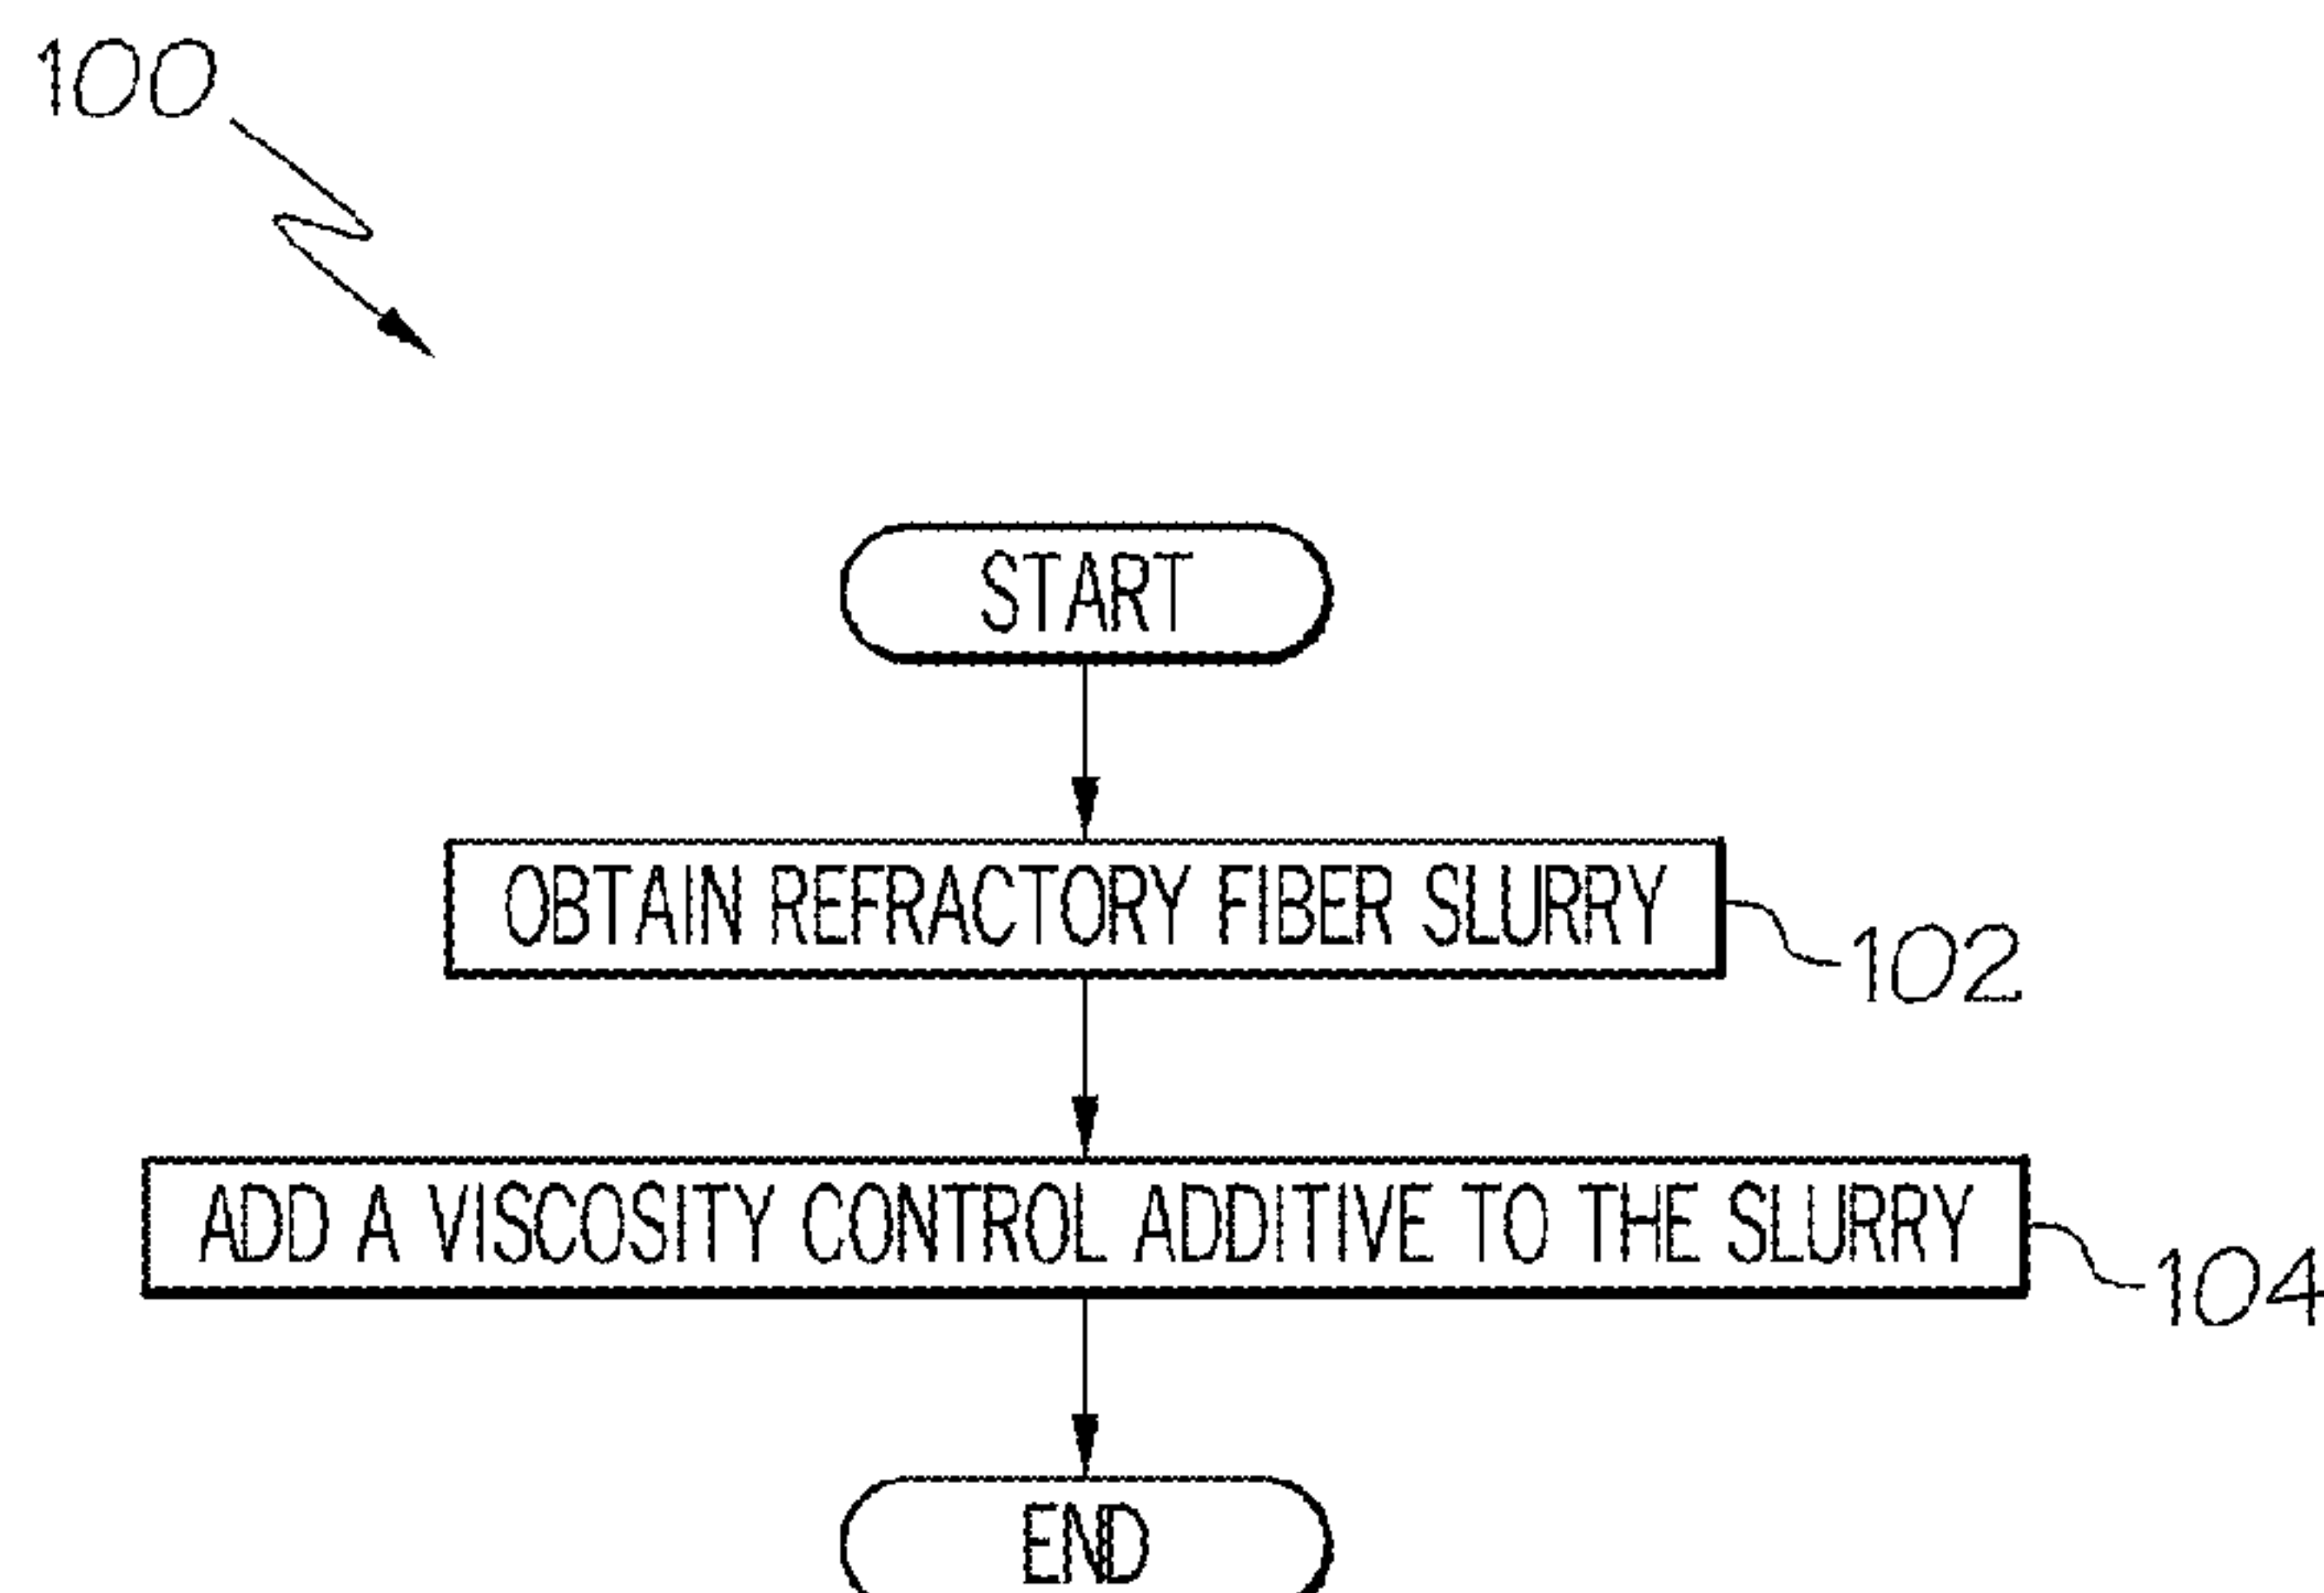 100
START
OBTAIN REFRACTORY FIBER SLURRY
102
ADD A VISCOSITY CONTROL ADDITIVE TO THE SLURRY
104
END